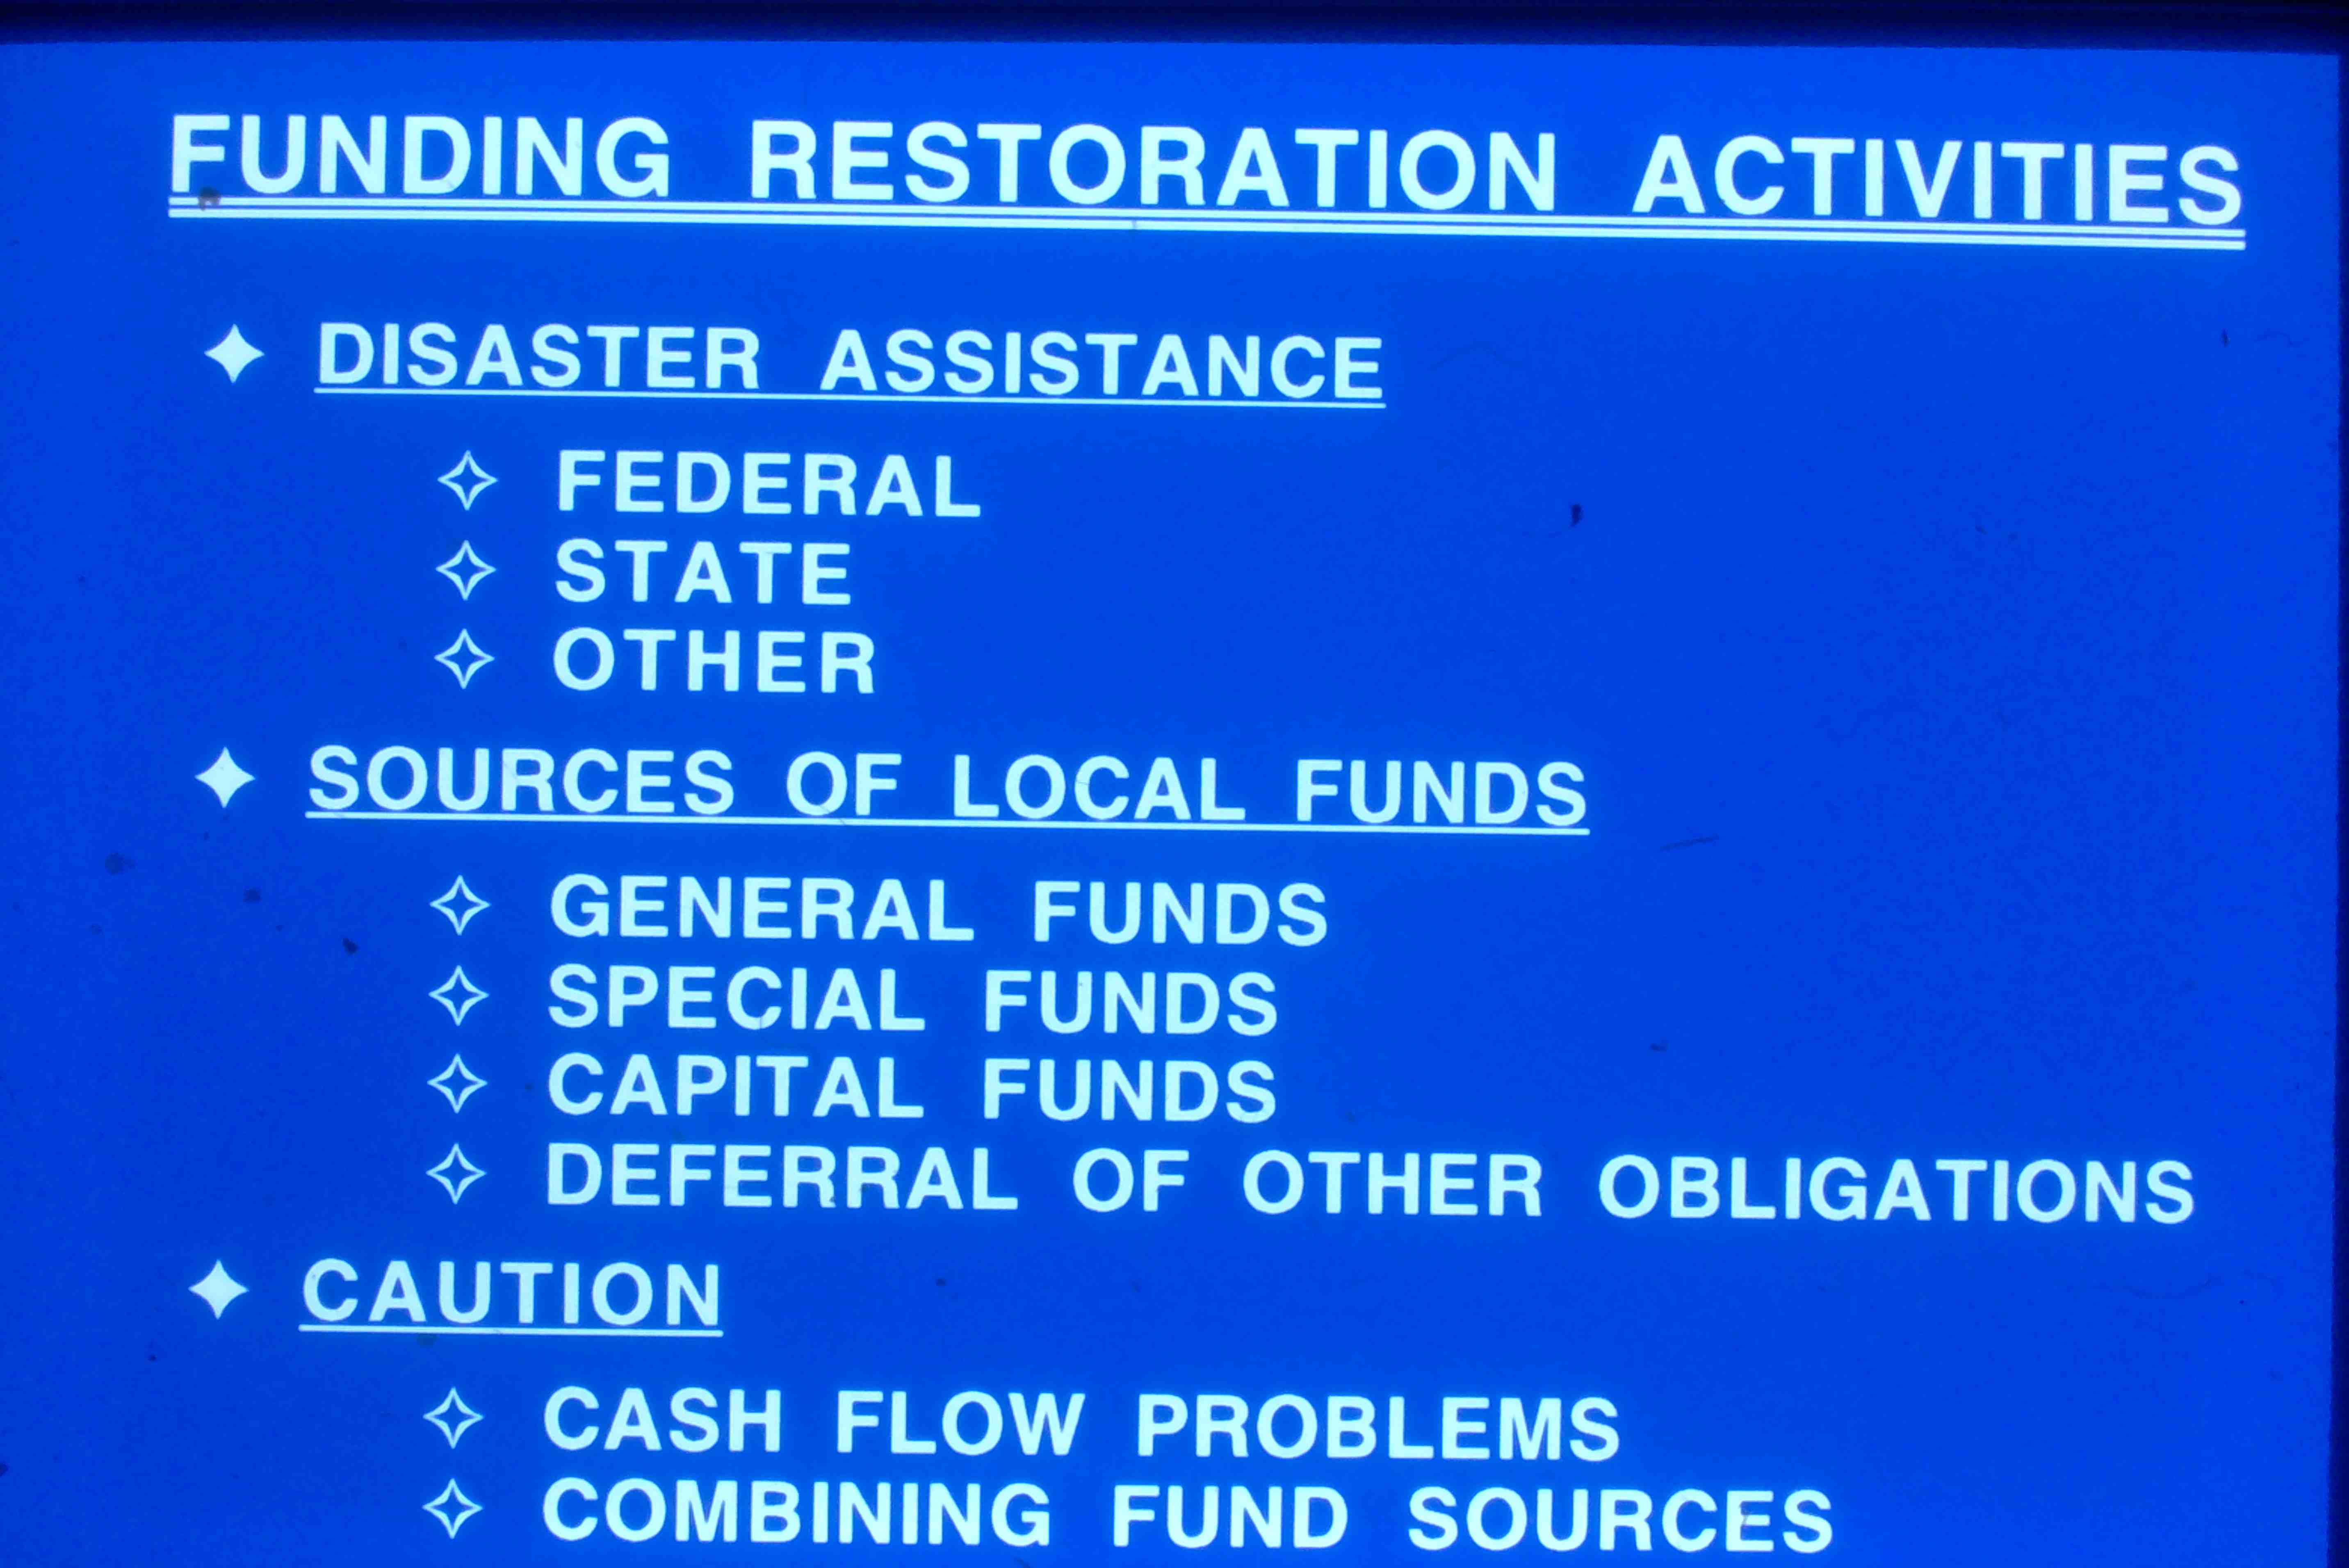 FUNDING RESTORATION ACTIVITIES
DISASTER ASSISTANCE
FEDERAL
STATE
OTHER
SOURCES OF LOCAL FUNDS
GENERAL FUNDS
SPECIAL FUNDS
CAPITAL FUNDS
DEFERRAL OF OTHER OBLIGATIONS
CAUTION
CASH FLOW PROBLEMS
COMBINING FUND SOURCES